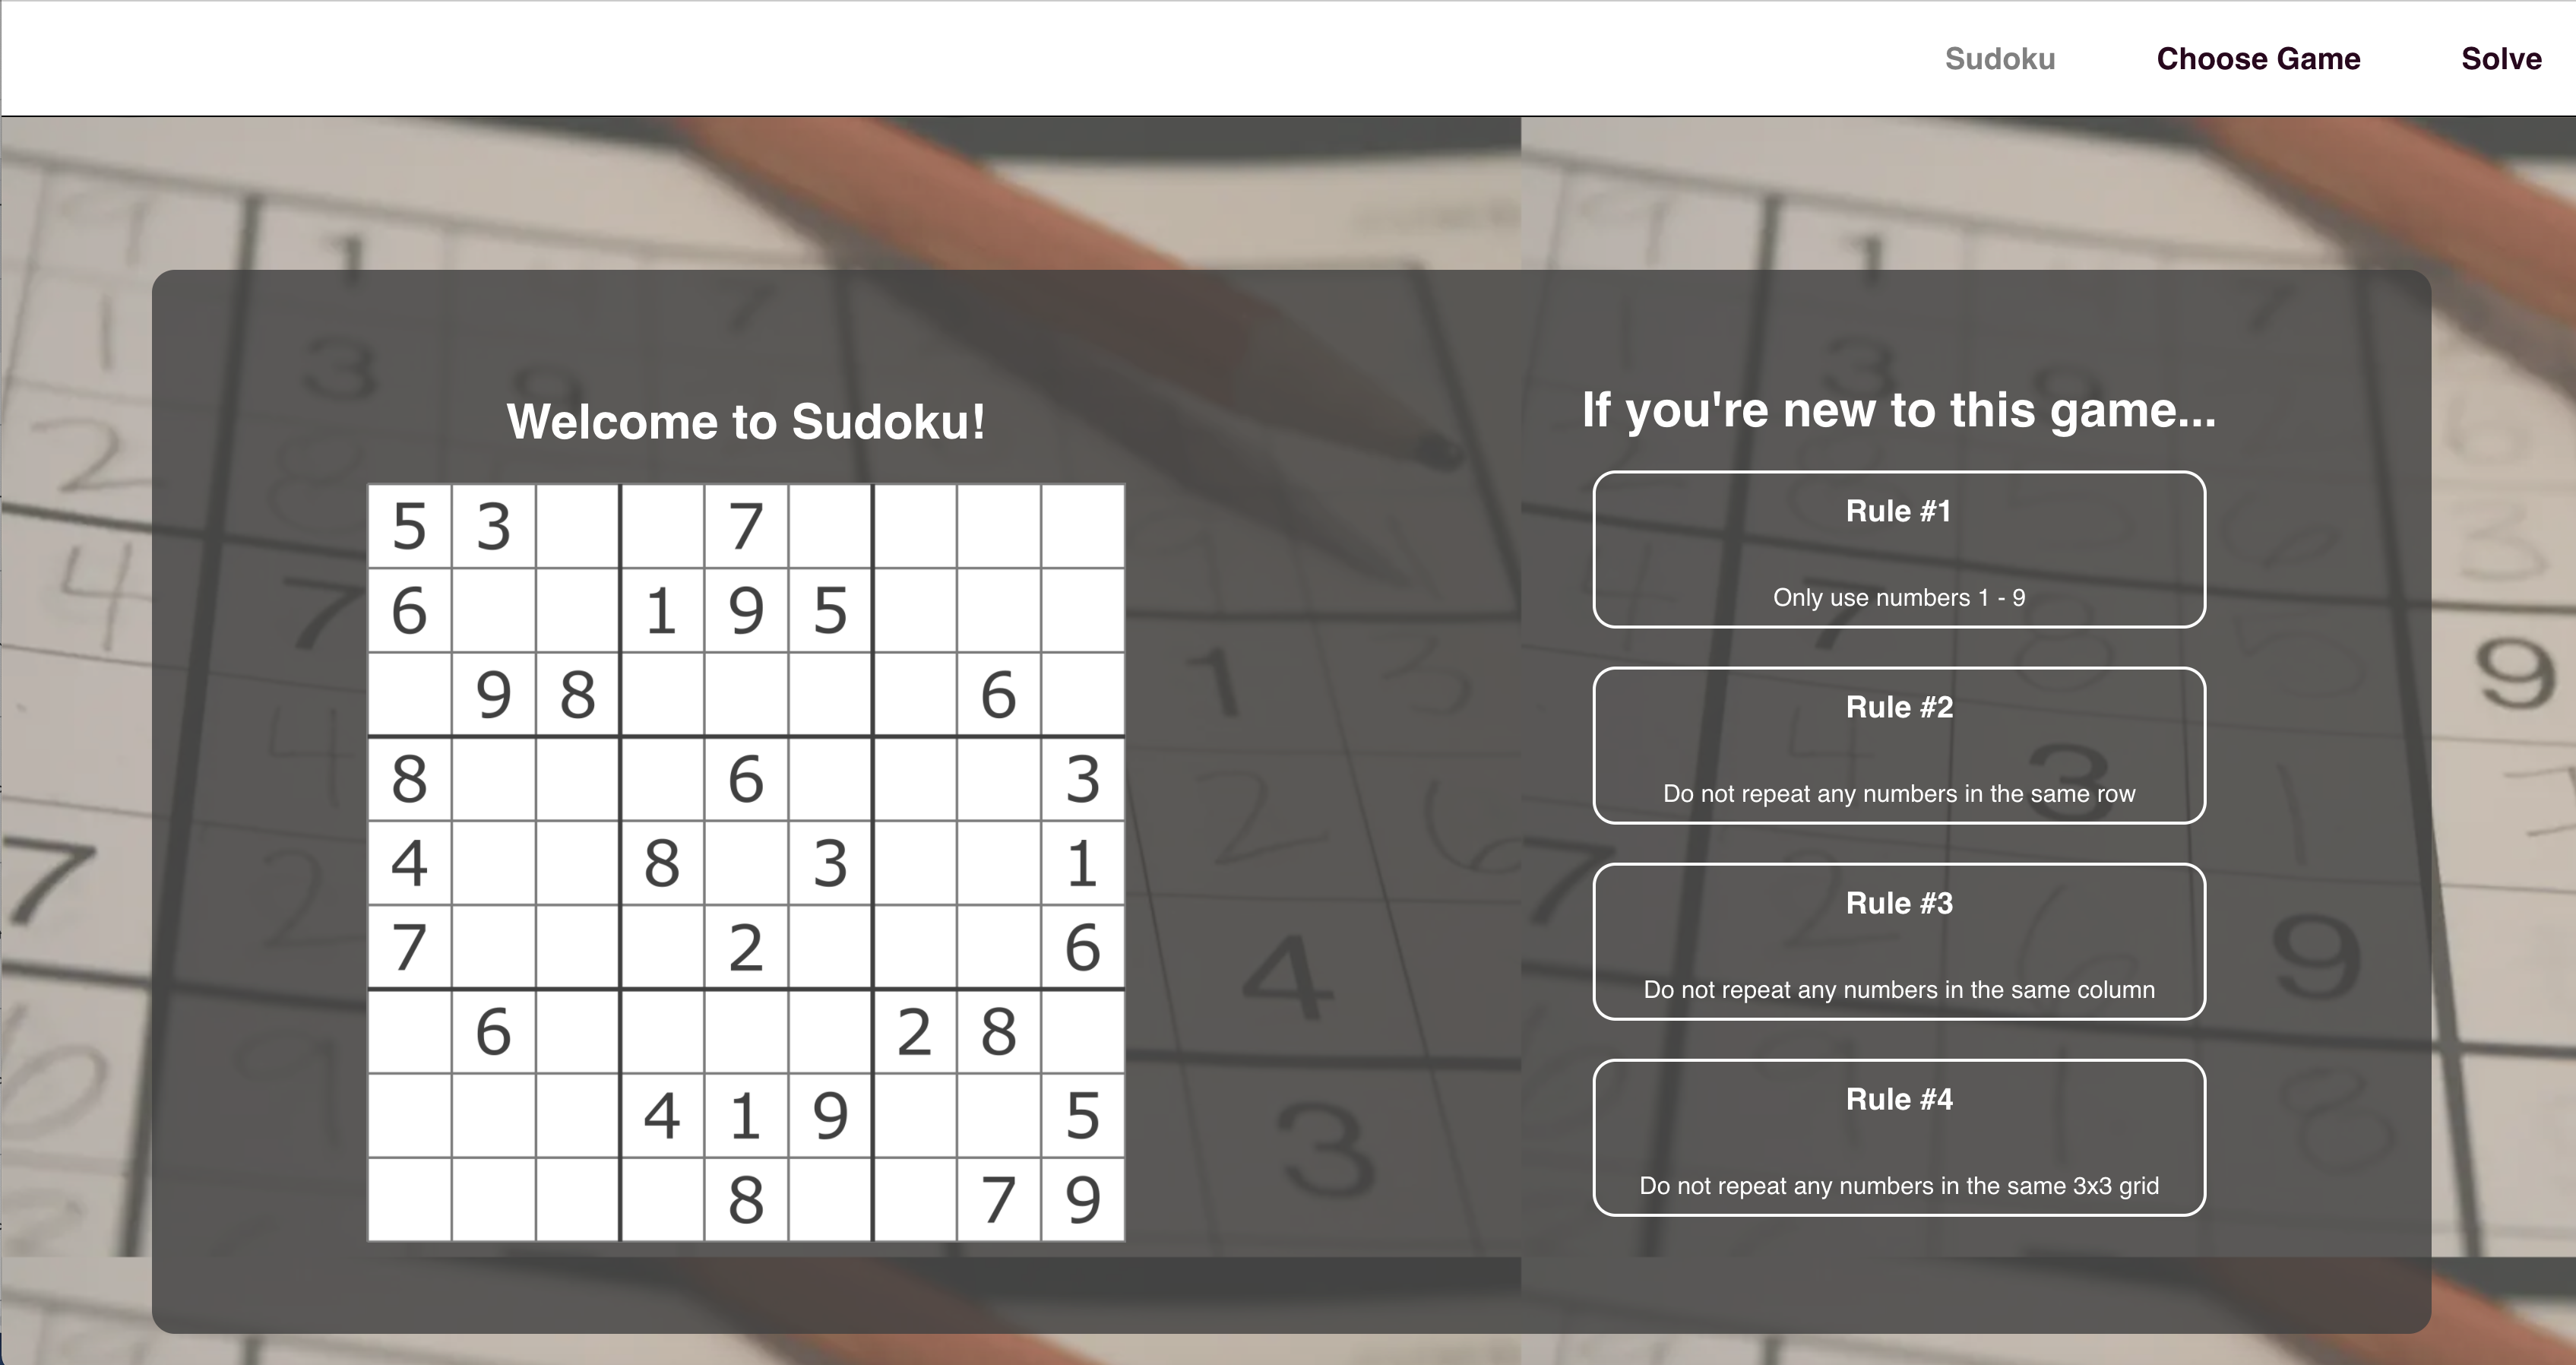 Sudoku Choose Game Solve
Welcome to Sudoku!
5 3 7
6 1 9 5
9 8 6
8 6 3
4 8 3 1
7 2 6
6 2 8
4 1 9 5
8 7 9
If you're new to this game...
Rule #1
Only use numbers 1 - 9
Rule #2
Do not repeat any numbers in the same row
Rule #3
Do not repeat any numbers in the same column
Rule #4
Do not repeat any numbers in the same 3x3 grid